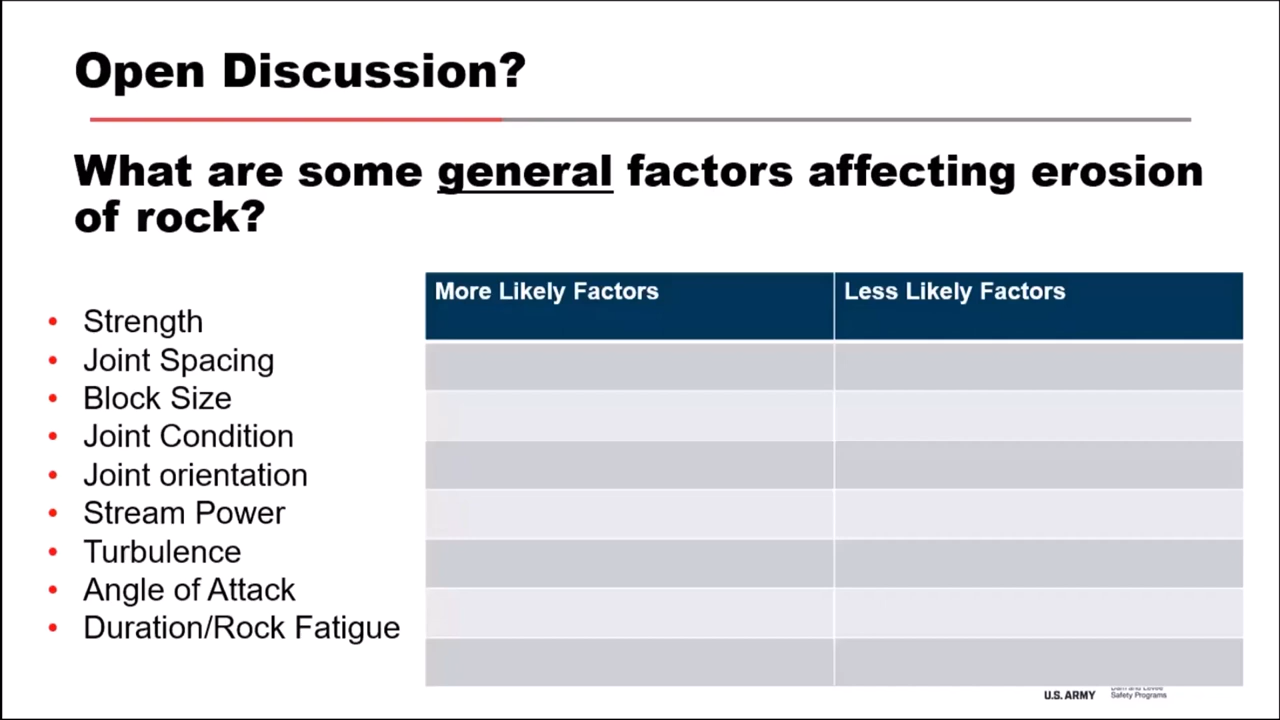 Open Discussion?
What are some general factors affecting erosion
of rock?
• Strength
• Joint Spacing
• Block Size
• Joint Condition
• Joint orientation
• Stream Power
• Turbulence
• Angle of Attack
• Duration/Rock Fatigue
More Likely Factors
Less Likely Factors
U.S. ARMY
Safety Programs